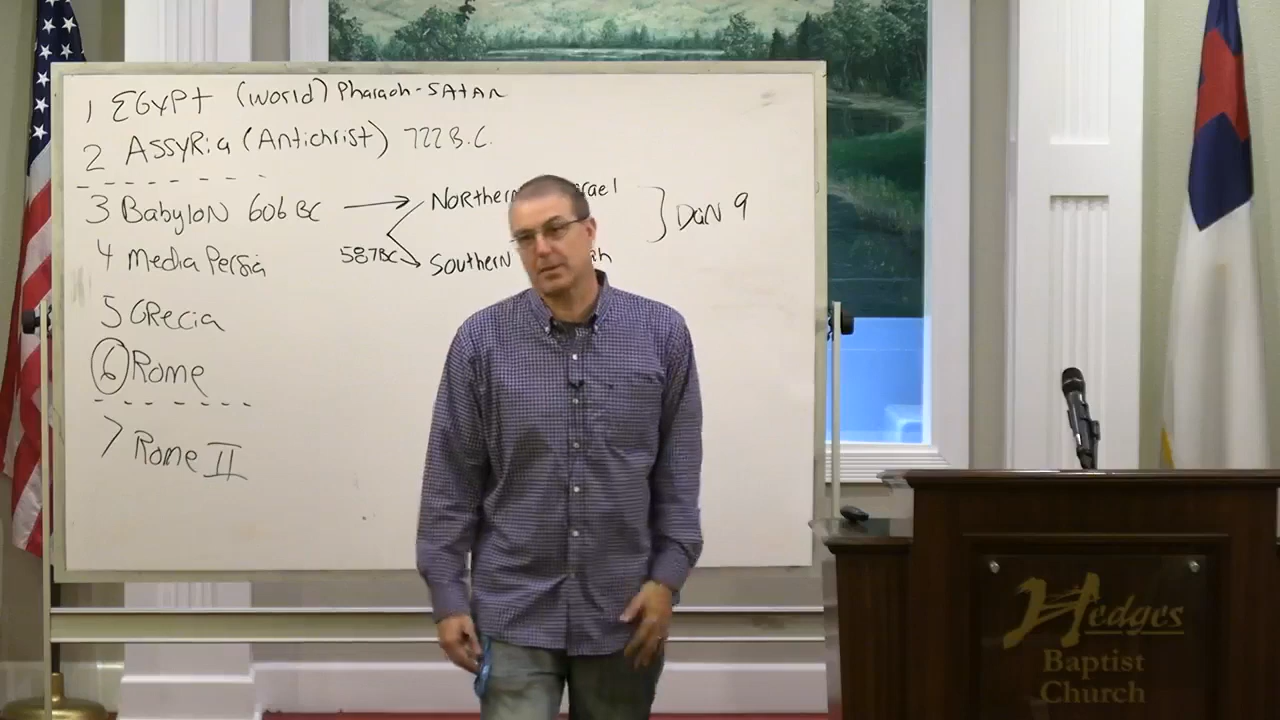 1 EGYPt (world) Pharaoh-SATAN
2 AssyRia (Antichrist) 722 B.C.
3 BabyloN 606 BC
NoRthern
DaN 9
4 media Persia
587BC
Southern
5 GRecia
6 Rome
7 Rome II
Hedges
Baptist
Church